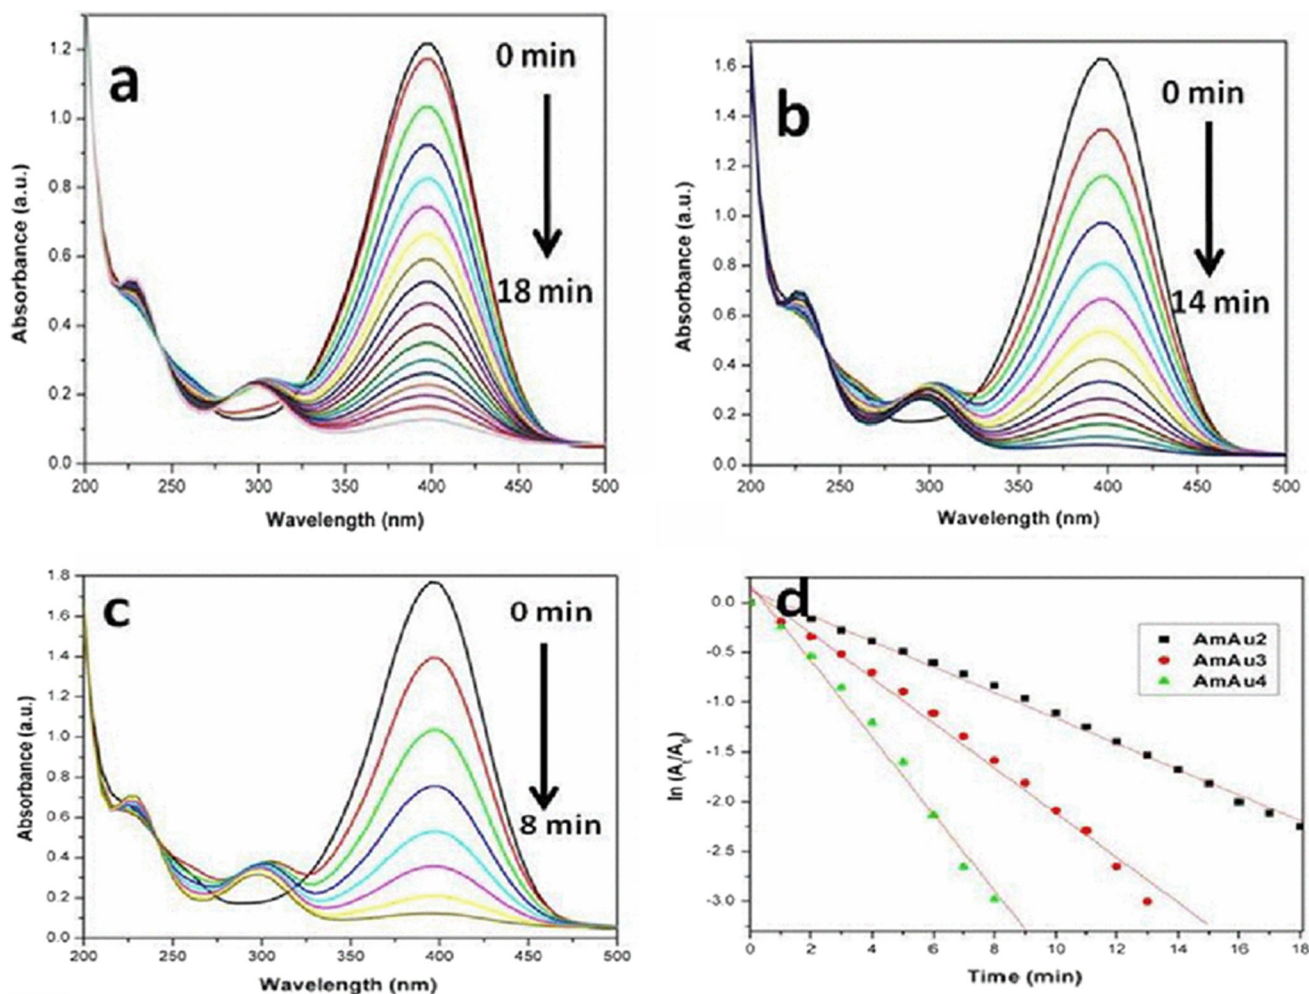 a
0 min
18 min
1.2
1.0
0.8
0.6
0.4
0.2
0.0
200 250 300 350 400 450 500
Absorbance (a.u.)
Wavelength (nm)
b
0 min
14 min
1.6
1.4
1.2
1.0
0.8
0.6
0.4
0.2
0.0
200 250 300 350 400 450 500
Absorbance (a.u.)
Wavelength (nm)
c
0 min
8 min
1.8
1.6
1.4
1.2
1.0
0.8
0.6
0.4
0.2
0.0
200 250 300 350 400 450 500
Absorbance (a.u.)
Wavelength (nm)
d
AmAu2
AmAu3
AmAu4
0.0
-0.5
-1.0
-1.5
-2.0
-2.5
-3.0
0 2 4 6 8 10 12 14 16 18
Time (min)